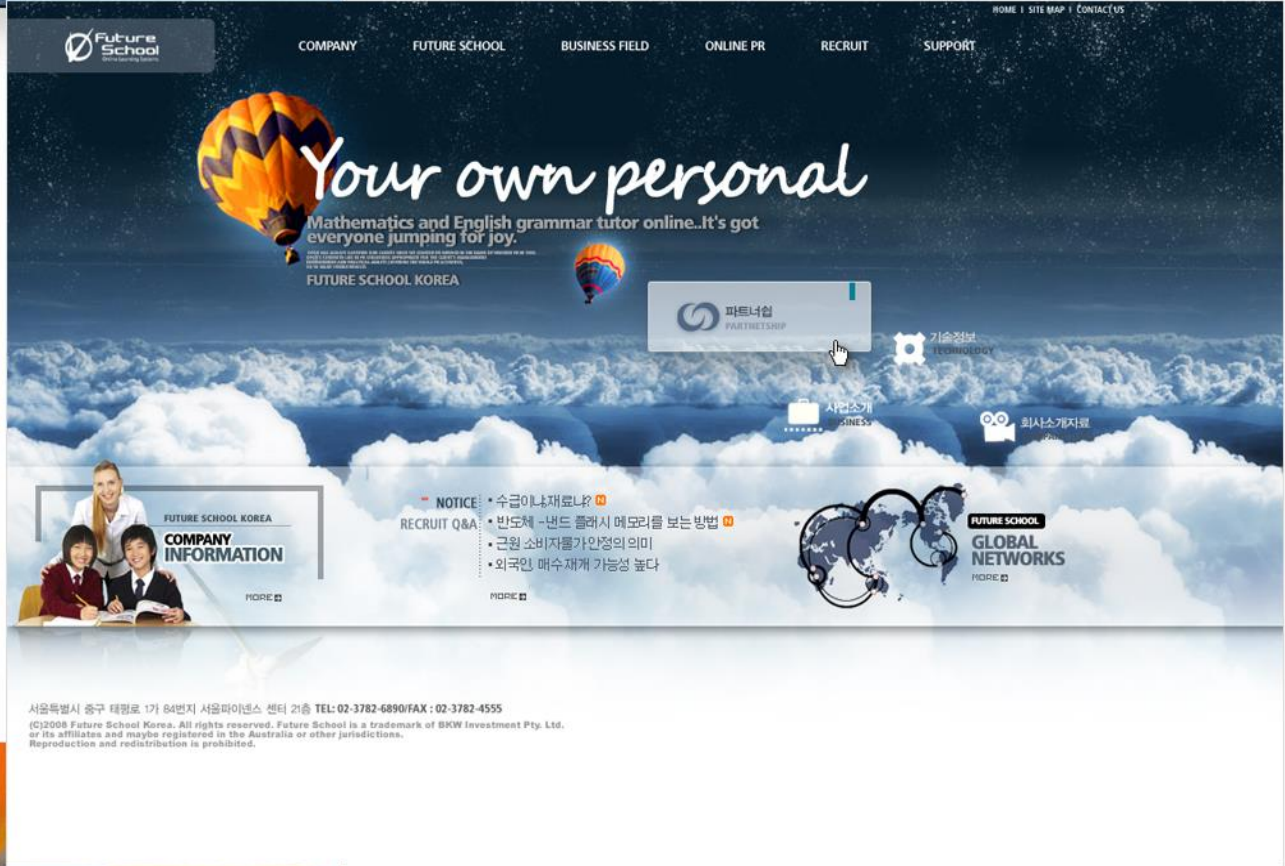 HOME I SITE MAP I CONTACT US
Future
School
Online Learning Systems
COMPANY FUTURE SCHOOL BUSINESS FIELD ONLINE PR RECRUIT SUPPORT
Your own personal
Mathematics and English grammar tutor online..It's got
everyone jumping for joy.
FUTURE SCHOOL KOREA
파트너쉽
PARTNETSHIP
기술정보
TECHNOLOGY
사업소개
BUSINESS
회사소개자료
FUTURE SCHOOL KOREA
COMPANY
INFORMATION
MORE
NOTICE
RECRUIT Q&A
• 수급이냐,재료냐? N
• 반도체 -낸드 플래시 메모리를 보는 방법 N
• 근원 소비자물가 안정의 의미
• 외국인, 매수 재개 가능성 높다
MORE
FUTURE SCHOOL
GLOBAL
NETWORKS
MORE
서울특별시 중구 태평로 1가 84번지 서울파이낸스 센터 21층 TEL: 02-3782-6890/FAX : 02-3782-4555
(C)2008 Future School Korea. All rights reserved. Future School is a trademark of BKW Investment Pty. Ltd.
or its affiliates and maybe registered in the Australia or other jurisdictions.
Reproduction and redistribution is prohibited.